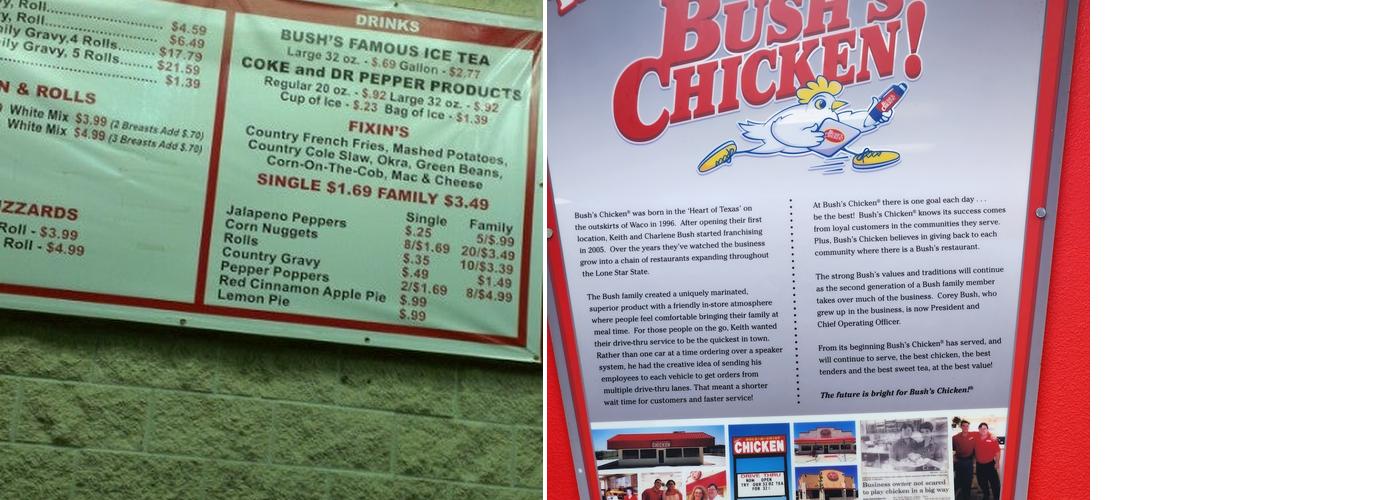 y, Roll.......................... $4.59
y, Roll.......................... $6.49
ily Gravy.4 Rolls.......... $17.79
ily Gravy, 5 Rolls......... $21.59
$1.39
N & ROLLS
White Mix $3.99 (2 Breasts Add $.70)
White Mix $4.99 (3 Breasts Add $.70)
IZZARDS
Roll - $3.99
Roll - $4.99
DRINKS
BUSH'S FAMOUS ICE TEA
Large 32 oz. - $.69 Gallon - $2.77
COKE and DR PEPPER PRODUCTS
Regular 20 oz. - $.92 Large 32 oz. - $.92
Cup of Ice - $.23 Bag of Ice - $1.39
FIXIN'S
Country French Fries, Mashed Potatoes,
Country Cole Slaw, Okra, Green Beans,
Corn-On-The-Cob, Mac & Cheese
SINGLE $1.69 FAMILY $3.49
Single Family
Jalapeno Peppers $.25 5/$.99
Corn Nuggets 8/$1.69 20/$3.49
Rolls $.35 10/$3.39
Country Gravy $.49 $1.49
Pepper Poppers 2/$1.69 8/$4.99
Red Cinnamon Apple Pie $.99
Lemon Pie $.99
BUSH'S
CHICKEN!
Bush's Chicken® was born in the 'Heart of Texas' on
the outskirts of Waco in 1996. After opening their first
location, Keith and Charlene Bush started franchising
in 2005. Over the years they've watched the business
grow into a chain of restaurants expanding throughout
the Lone Star State.
The Bush family created a uniquely marinated,
superior product with a friendly in-store atmosphere
where people feel comfortable bringing their family at
meal time. For those people on the go, Keith wanted
their drive-thru service to be the quickest in town.
Rather than one car at a time ordering over a speaker
system, he had the creative idea of sending his
employees to each vehicle to get orders from
multiple drive-thru lanes. That meant a shorter
wait time for customers and faster service!
At Bush's Chicken® there is one goal each day . . .
be the best! Bush's Chicken® knows its success comes
from loyal customers in the communities they serve.
Plus, Bush's Chicken believes in giving back to each
community where there is a Bush's restaurant.
The strong Bush's values and traditions will continue
as the second generation of a Bush family member
takes over much of the business. Corey Bush, who
grew up in the business, is now President and
Chief Operating Officer.
From its beginning Bush's Chicken® has served, and
will continue to serve, the best chicken, the best
tenders and the best sweet tea, at the best value!
The future is bright for Bush's Chicken!®
CHICKEN
CHICKEN
DRIVE THRU
NOW OPEN
TRY OUR 32 OZ TEA
Business owner not scared
to play chicken in a big way